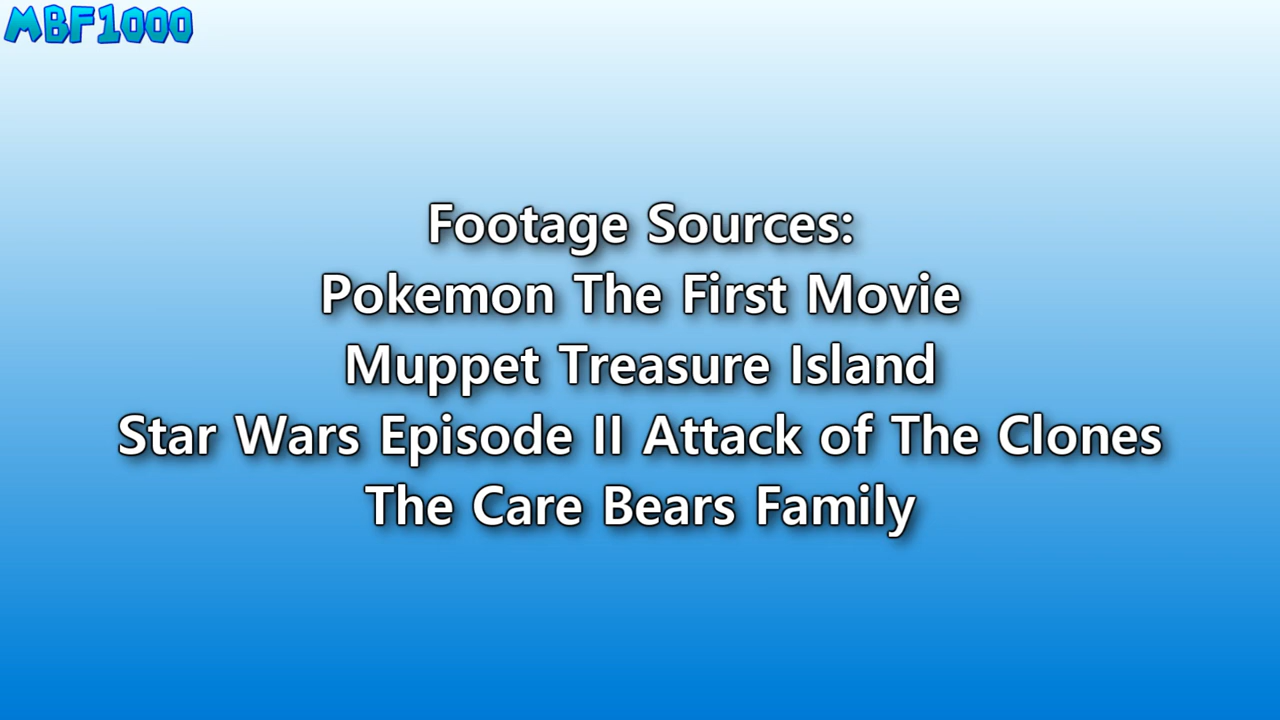 MBF1000
Footage Sources:
Pokemon The First Movie
Muppet Treasure Island
Star Wars Episode II Attack of The Clones
The Care Bears Family